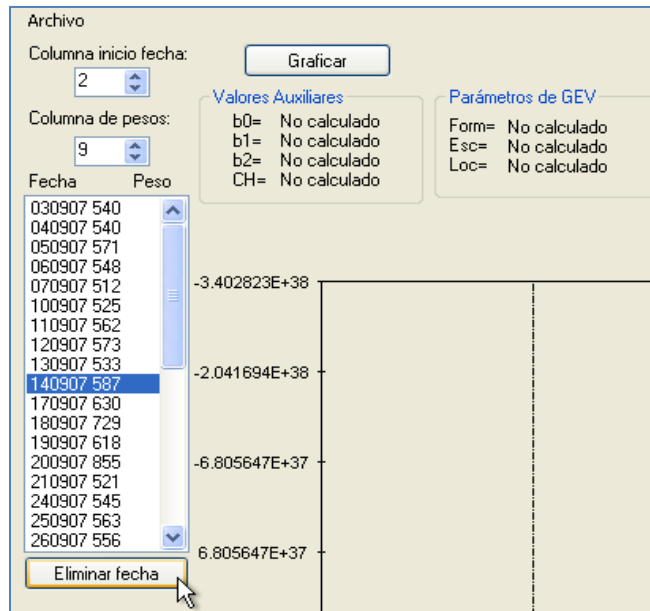 Archivo
Columna inicio fecha:
2
Graficar
Columna de pesos:
9
Valores Auxiliares
b0= No calculado
b1= No calculado
b2= No calculado
CH= No calculado
Parámetros de GEV
Form= No calculado
Esc= No calculado
Loc= No calculado
Fecha Peso
030907 540
040907 540
050907 571
060907 548
070907 512
100907 525
110907 562
120907 573
130907 533
140907 587
170907 630
180907 729
190907 618
200907 855
210907 521
240907 545
250907 563
260907 556
Eliminar fecha
-3.402823E+38
-2.041694E+38
-6.805647E+37
6.805647E+37